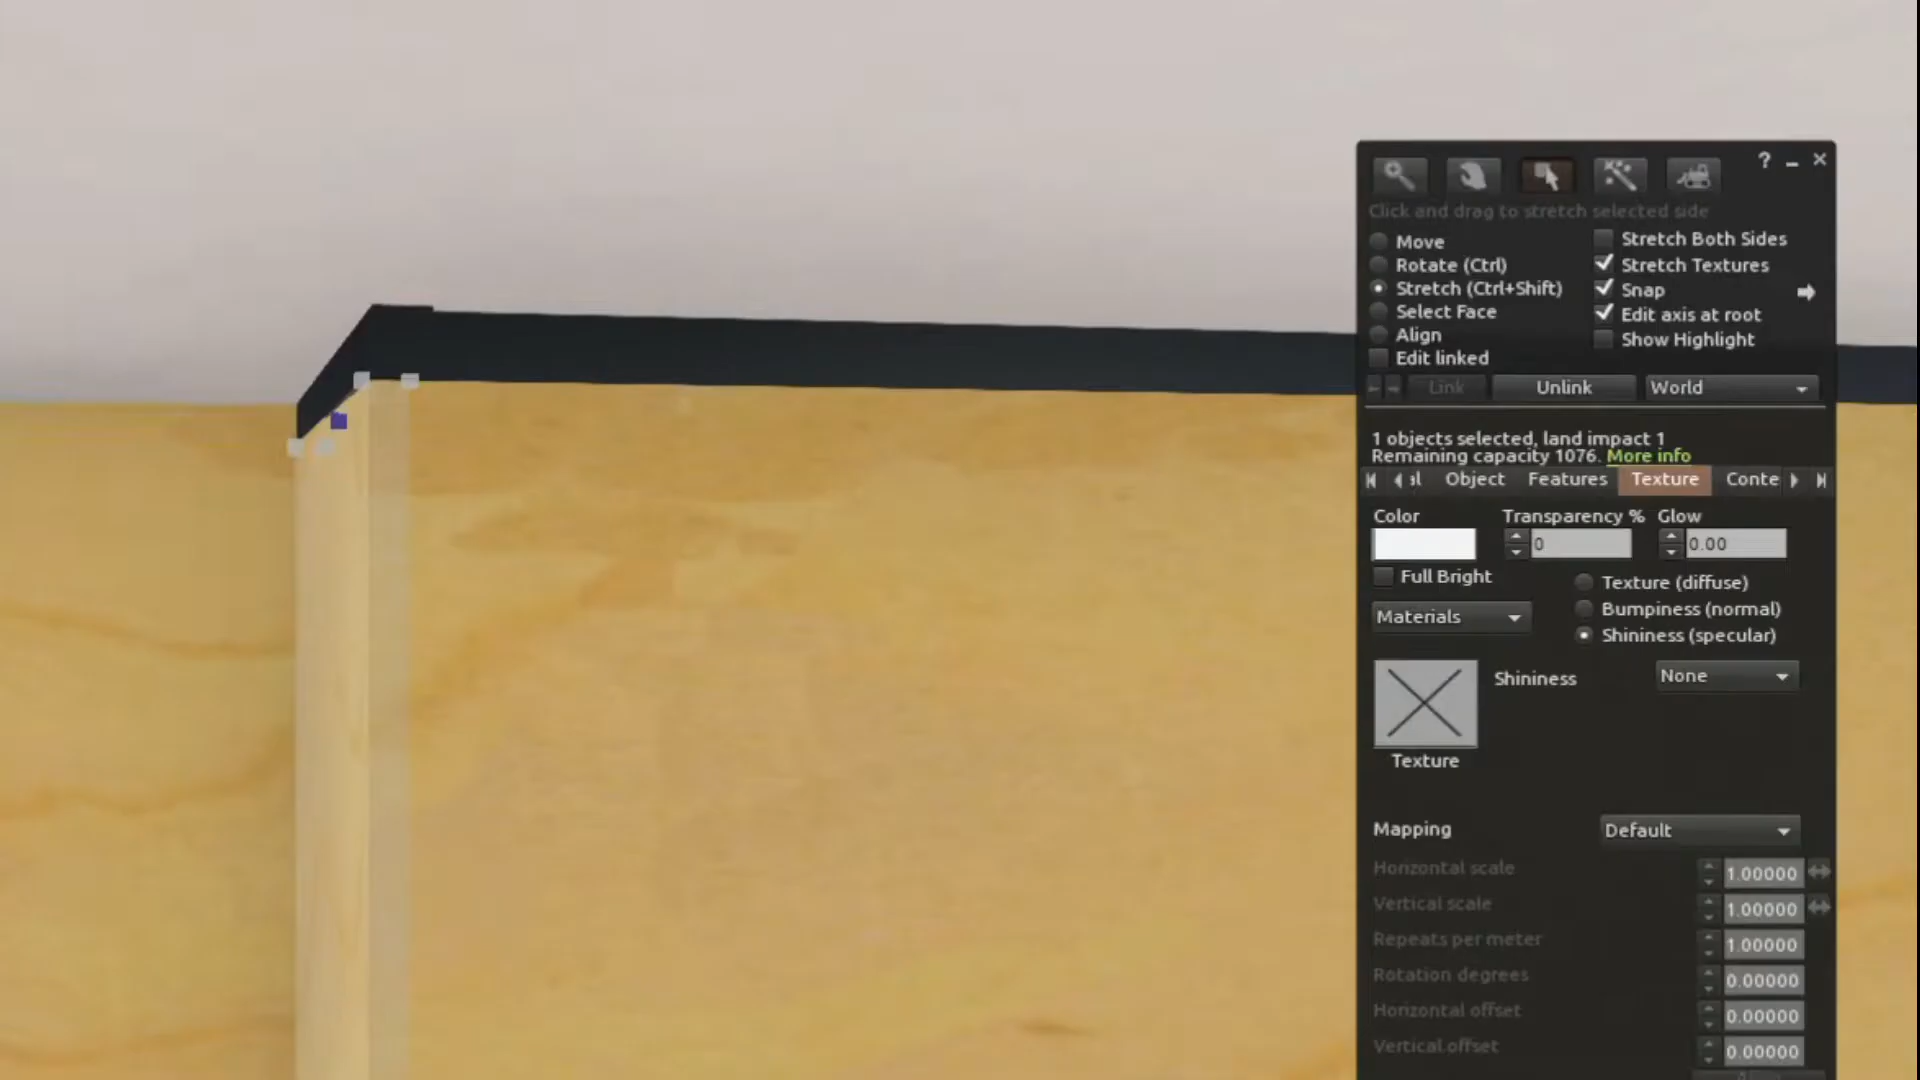 ?
Click and drag to stretch selected side
Move
Rotate (Ctrl)
Stretch (Ctrl+Shift)
Select Face
Align
Edit linked
Stretch Both Sides
Stretch Textures
Snap
Edit axis at root
Show Highlight
Link
Unlink
World
1 objects selected, land impact 1
Remaining capacity 1076. More info
al Object Features Texture Conte
Color Transparency % Glow
0 0.00
Full Bright
Texture (diffuse)
Materials
Bumpiness (normal)
Shininess (specular)
Shininess None
Texture
Mapping Default
Horizontal scale 1.00000
Vertical scale 1.00000
Repeats per meter 1.00000
Rotation degrees 0.00000
Horizontal offset 0.00000
Vertical offset 0.00000